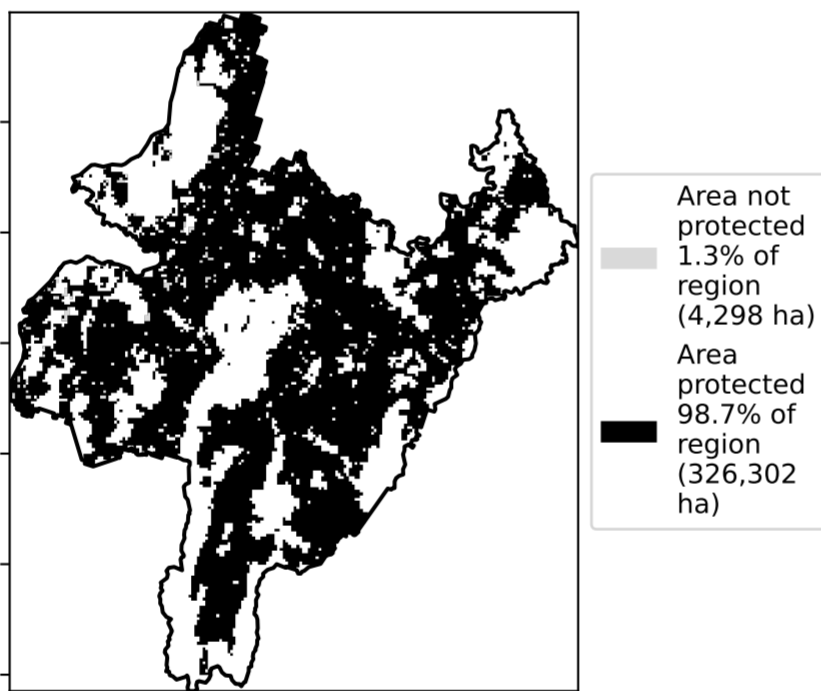 Area not
protected
1.3% of
region
(4,298 ha)
Area
protected
98.7% of
region
(326,302
ha)